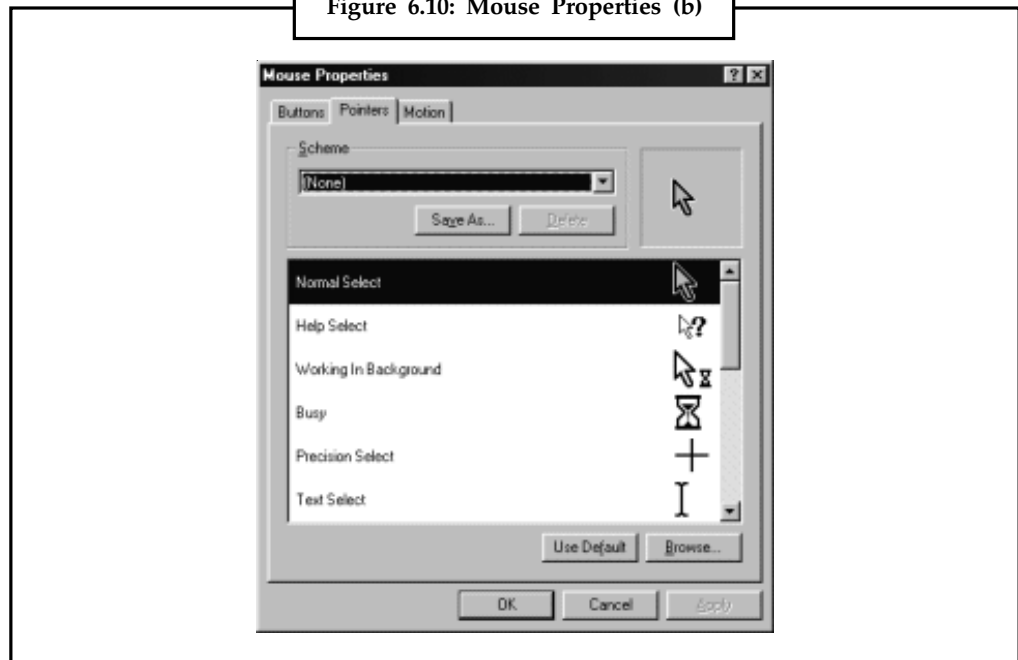 Figure 6.10: Mouse Properties (b)
Mouse Properties
Buttons Pointers Motion
Scheme
(None)
Save As... Delete
Normal Select
Help Select
Working In Background
Busy
Precision Select
Text Select
Use Default Browse...
OK Cancel Apply